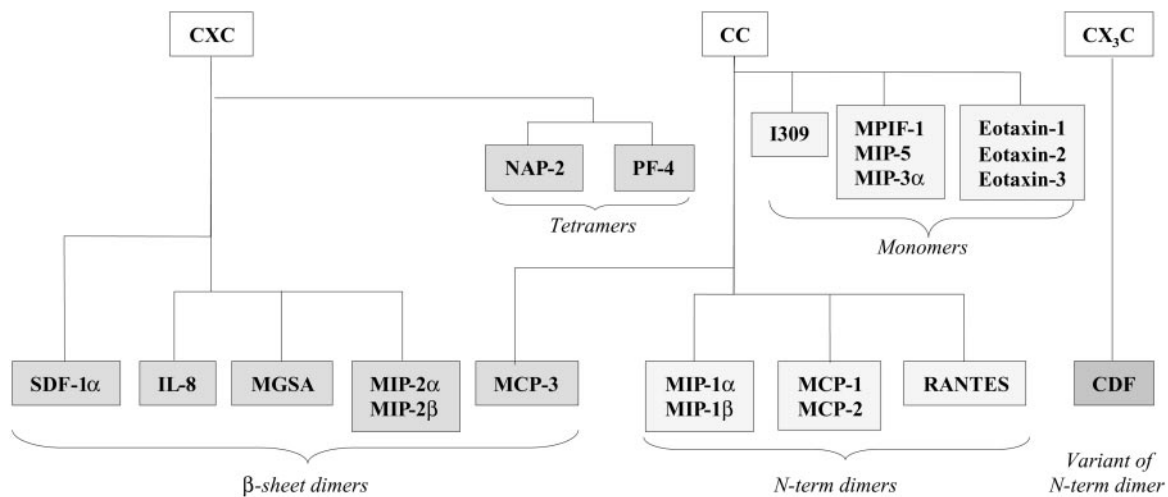 CXC
CC
CX₃C
I309
MPIF-1
MIP-5
MIP-3α
Eotaxin-1
Eotaxin-2
Eotaxin-3
NAP-2
PF-4
Tetramers
Monomers
SDF-1α
IL-8
MGSA
MIP-2α
MIP-2β
MCP-3
MIP-1α
MIP-1β
MCP-1
MCP-2
RANTES
CDF
β-sheet dimers
N-term dimers
Variant of
N-term dimer